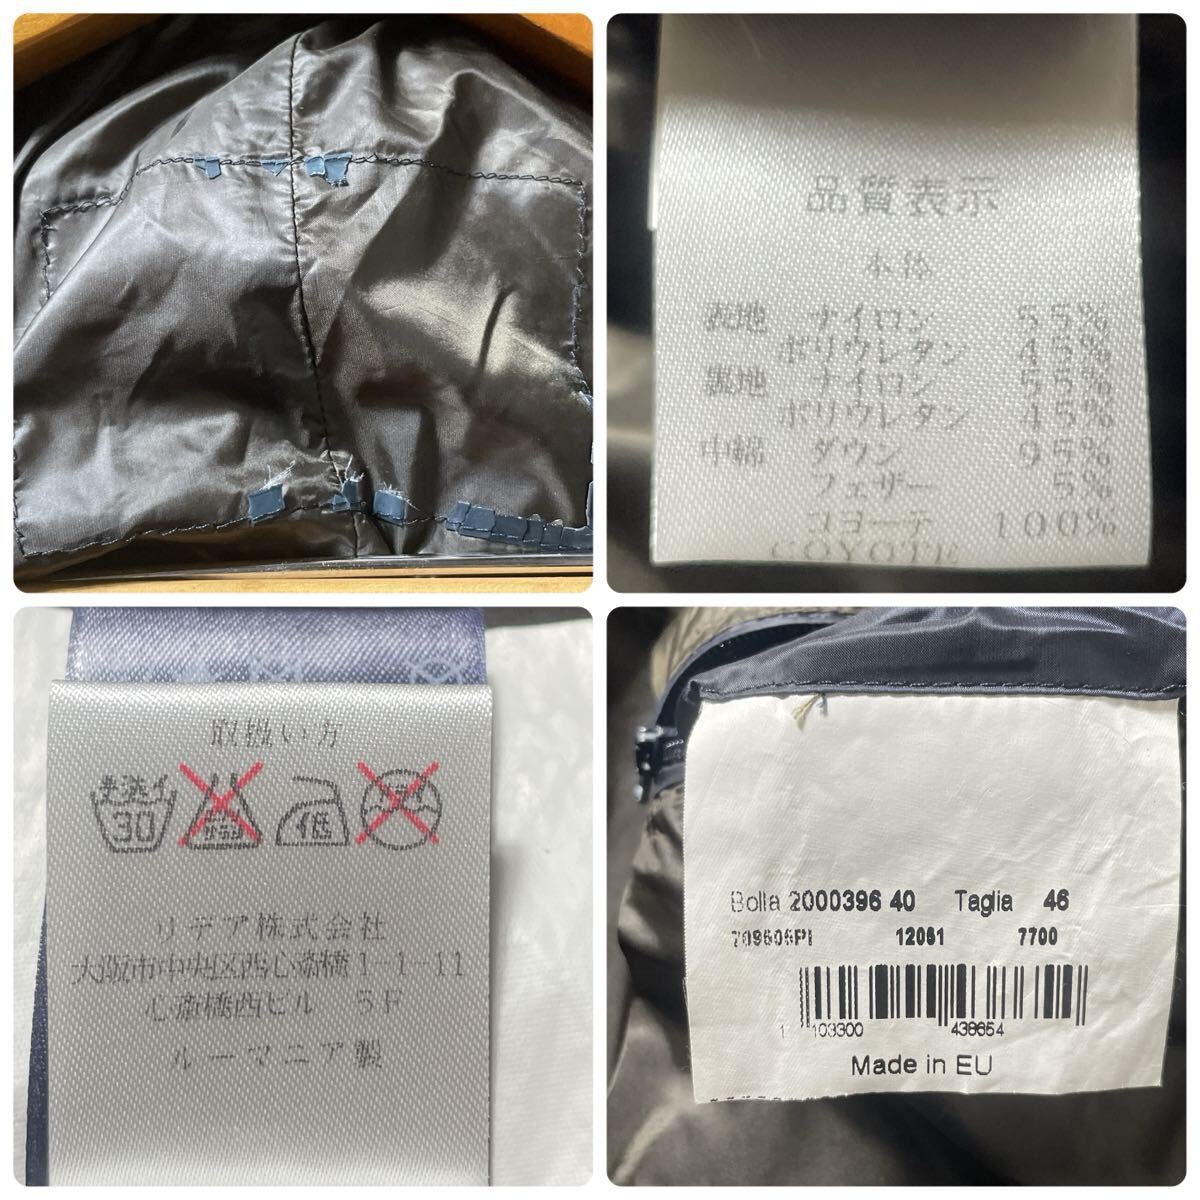 品質表示
本体
表地 ナイロン 55%
ポリウレタン 45%
裏地 ナイロン 55%
ポリウレタン 45%
中綿 ダウン 95%
フェザー 5%
コヨーテ 100%
COYOTE
取扱い方
手洗イ
30
低
リデア株式会社
大阪市中央区西心斎橋1-1-11
心斎橋西ビル 5F
ルーマニア製
Bolla 2000396 40 Taglia 46
12061 7700
1 103300 438654
Made in EU